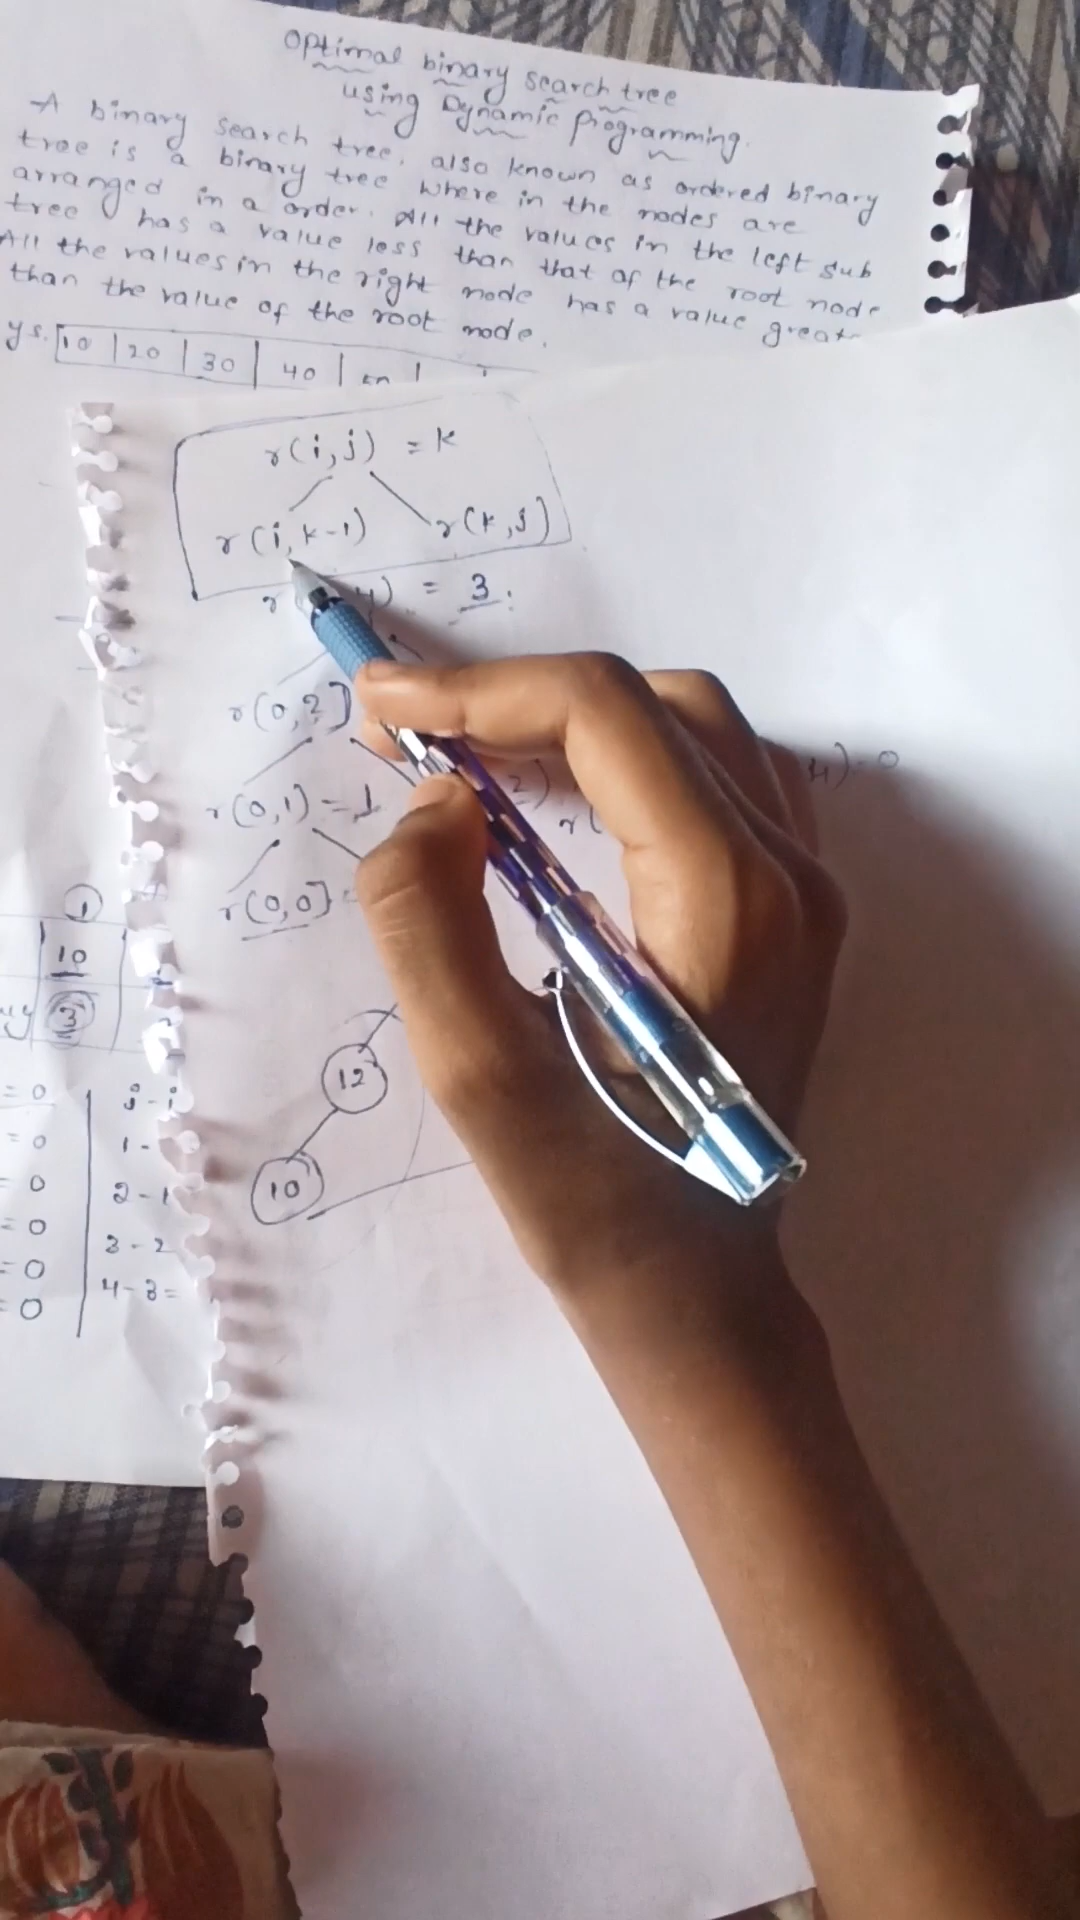 Optimal binary search tree
using Dynamic programming.
A binary search tree, also known as ordered binary
tree is a binary tree where in the nodes are
arranged in a order. All the values in the left sub
tree has a value less than that of the root node
All the values in the right node has a value great
than the value of the root node.
ys. 10 | 20 | 30 | 40
r(i,j) = k
r(i,k-1) r(k,j)
= 3
r(0,2]
4) = 0
r(0,1) = 1
2)
r(
r(0,0] =
1
10
3
12
10
= 0
= 0
= 0
= 0
= 0
= 0
j - i
1 -
2 - 1
3 - 2
4 - 3 =